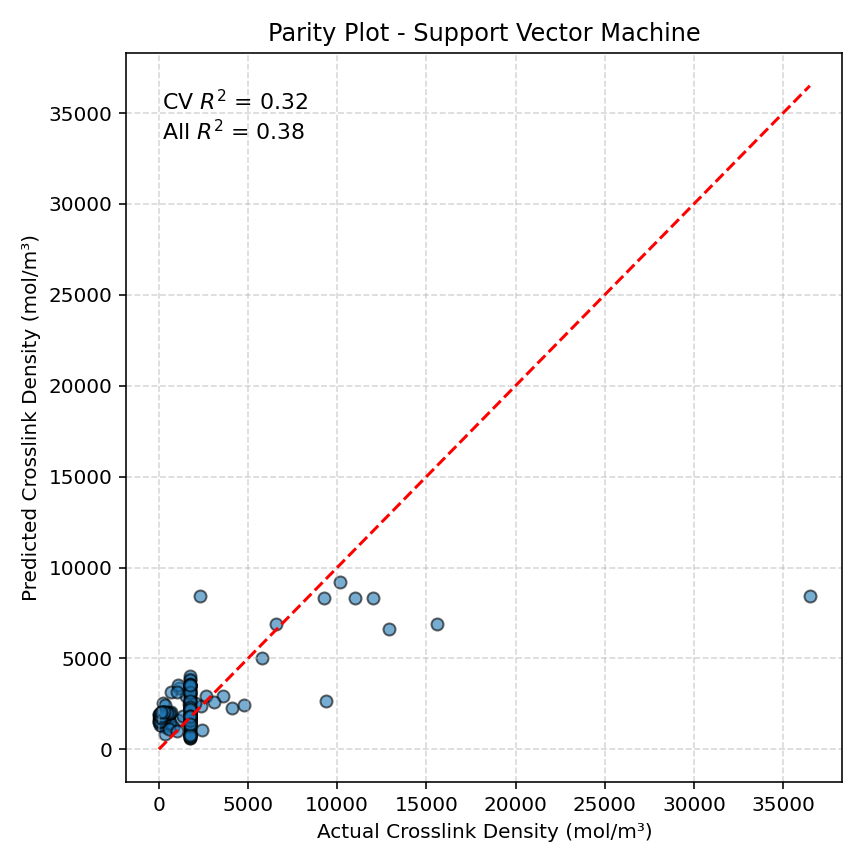 Parity Plot - Support Vector Machine
CV R² = 0.32
All R² = 0.38
Predicted Crosslink Density (mol/m³)
35000
30000
25000
20000
15000
10000
5000
0
0 5000 10000 15000 20000 25000 30000 35000
Actual Crosslink Density (mol/m³)